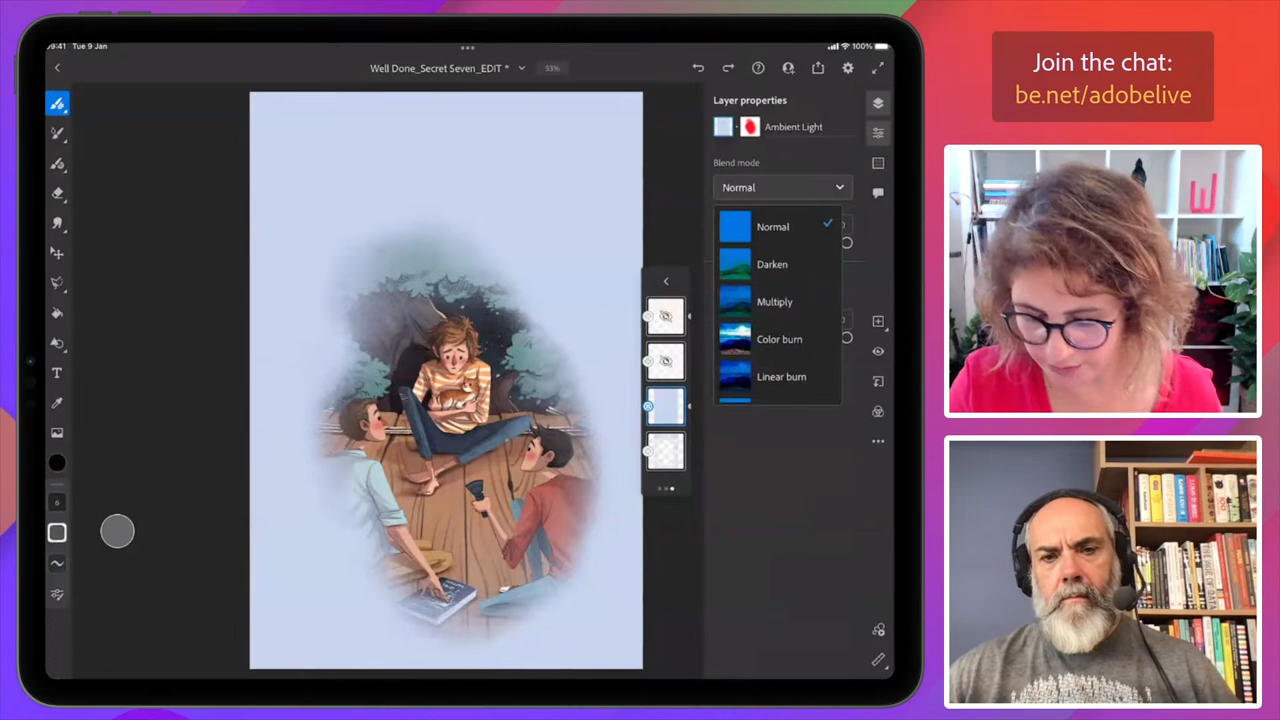 9:41 Tue 9 Jan
100%
Well Done_Secret Seven_EDIT *
53%
Layer properties
Ambient Light
Blend mode
Normal
Normal
Darken
Multiply
Color burn
Linear burn
T
6
Join the chat:
be.net/adobelive